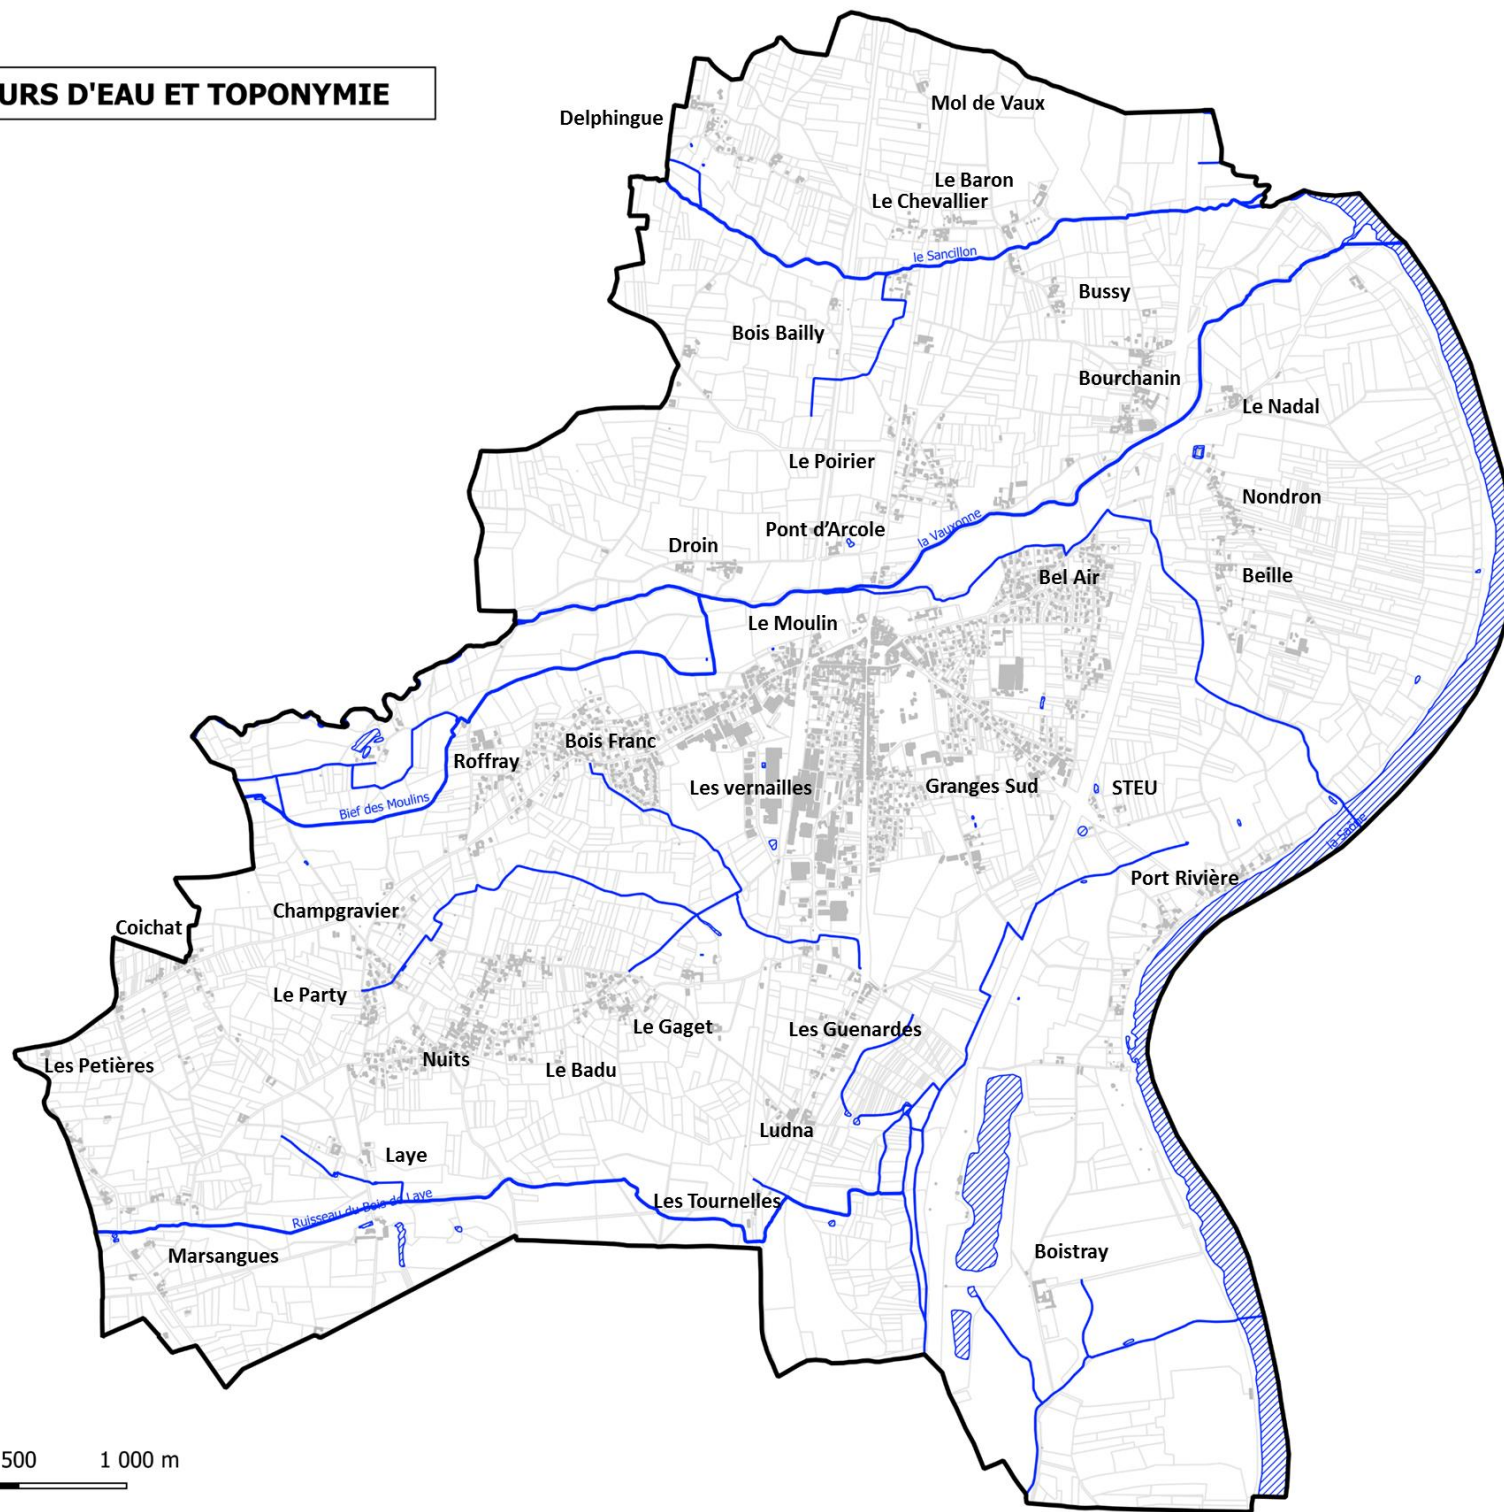 URS D'EAU ET TOPONYMIE
Mol de Vaux
Delphingue
Le Baron
Le Chevallier
le Sancillon
Bussy
Bois Bailly
Bourchanin
Le Nadal
Le Poirier
Nondron
Pont d'Arcole
la Vauxonne
Droin
Bel Air
Beille
Le Moulin
Bois Franc
Roffray
Les vernailles
Granges Sud
STEU
Bief des Moulins
la Saône
Port Rivière
Champgravier
Coichat
Le Party
Le Gaget
Les Guenardes
Nuits
Les Petières
Le Badu
Ludna
Laye
Les Tournelles
Ruisseau du Bois de Laye
Marsangues
Boistray
500 1 000 m